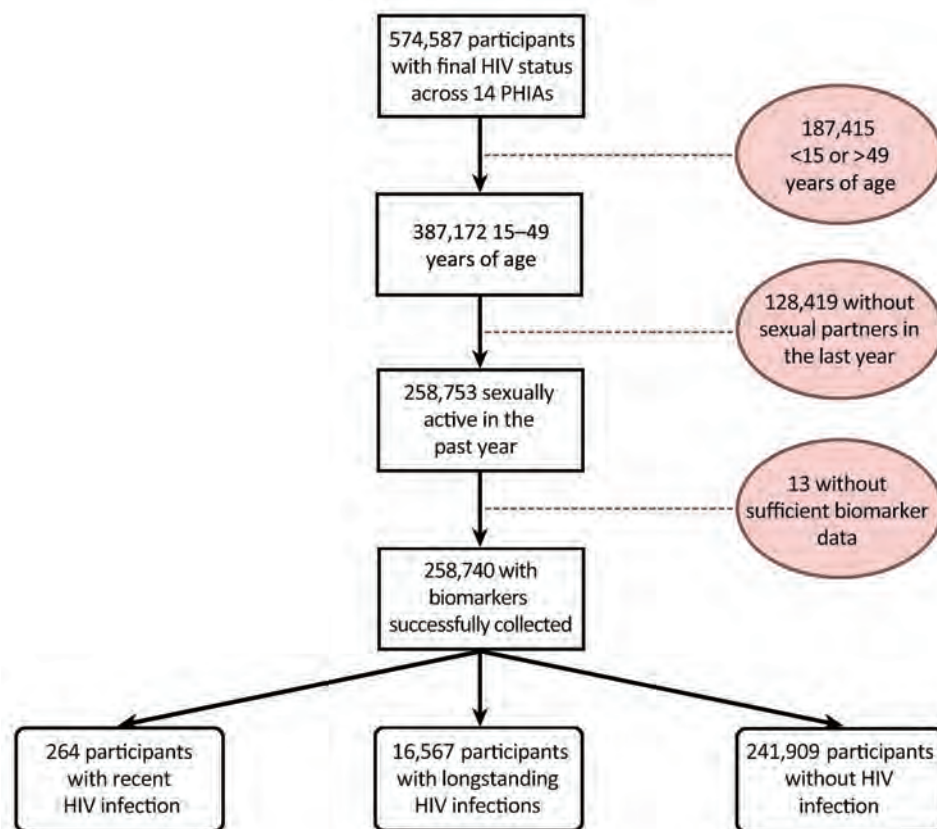 574,587 participants
with final HIV status
across 14 PHIAs
187,415
<15 or >49
years of age
387,172 15–49
years of age
128,419 without
sexual partners in
the last year
258,753 sexually
active in the
past year
13 without
sufficient biomarker
data
258,740 with
biomarkers
successfully collected
264 participants
with recent
HIV infection
16,567 participants
with longstanding
HIV infections
241,909 participants
without HIV
infection